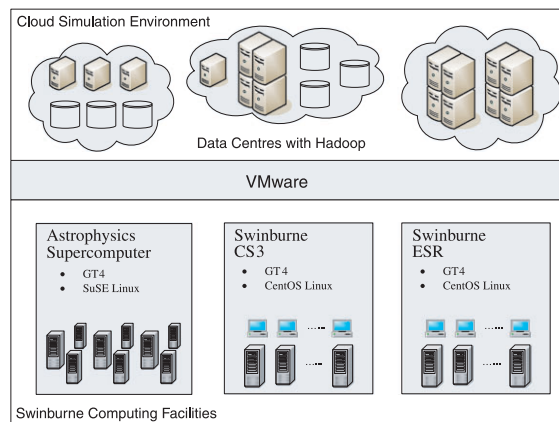 Cloud Simulation Environment
Data Centres with Hadoop
VMware
Astrophysics
Supercomputer
• GT4
• SuSE Linux
Swinburne
CS3
• GT4
• CentOS Linux
Swinburne
ESR
• GT4
• CentOS Linux
Swinburne Computing Facilities